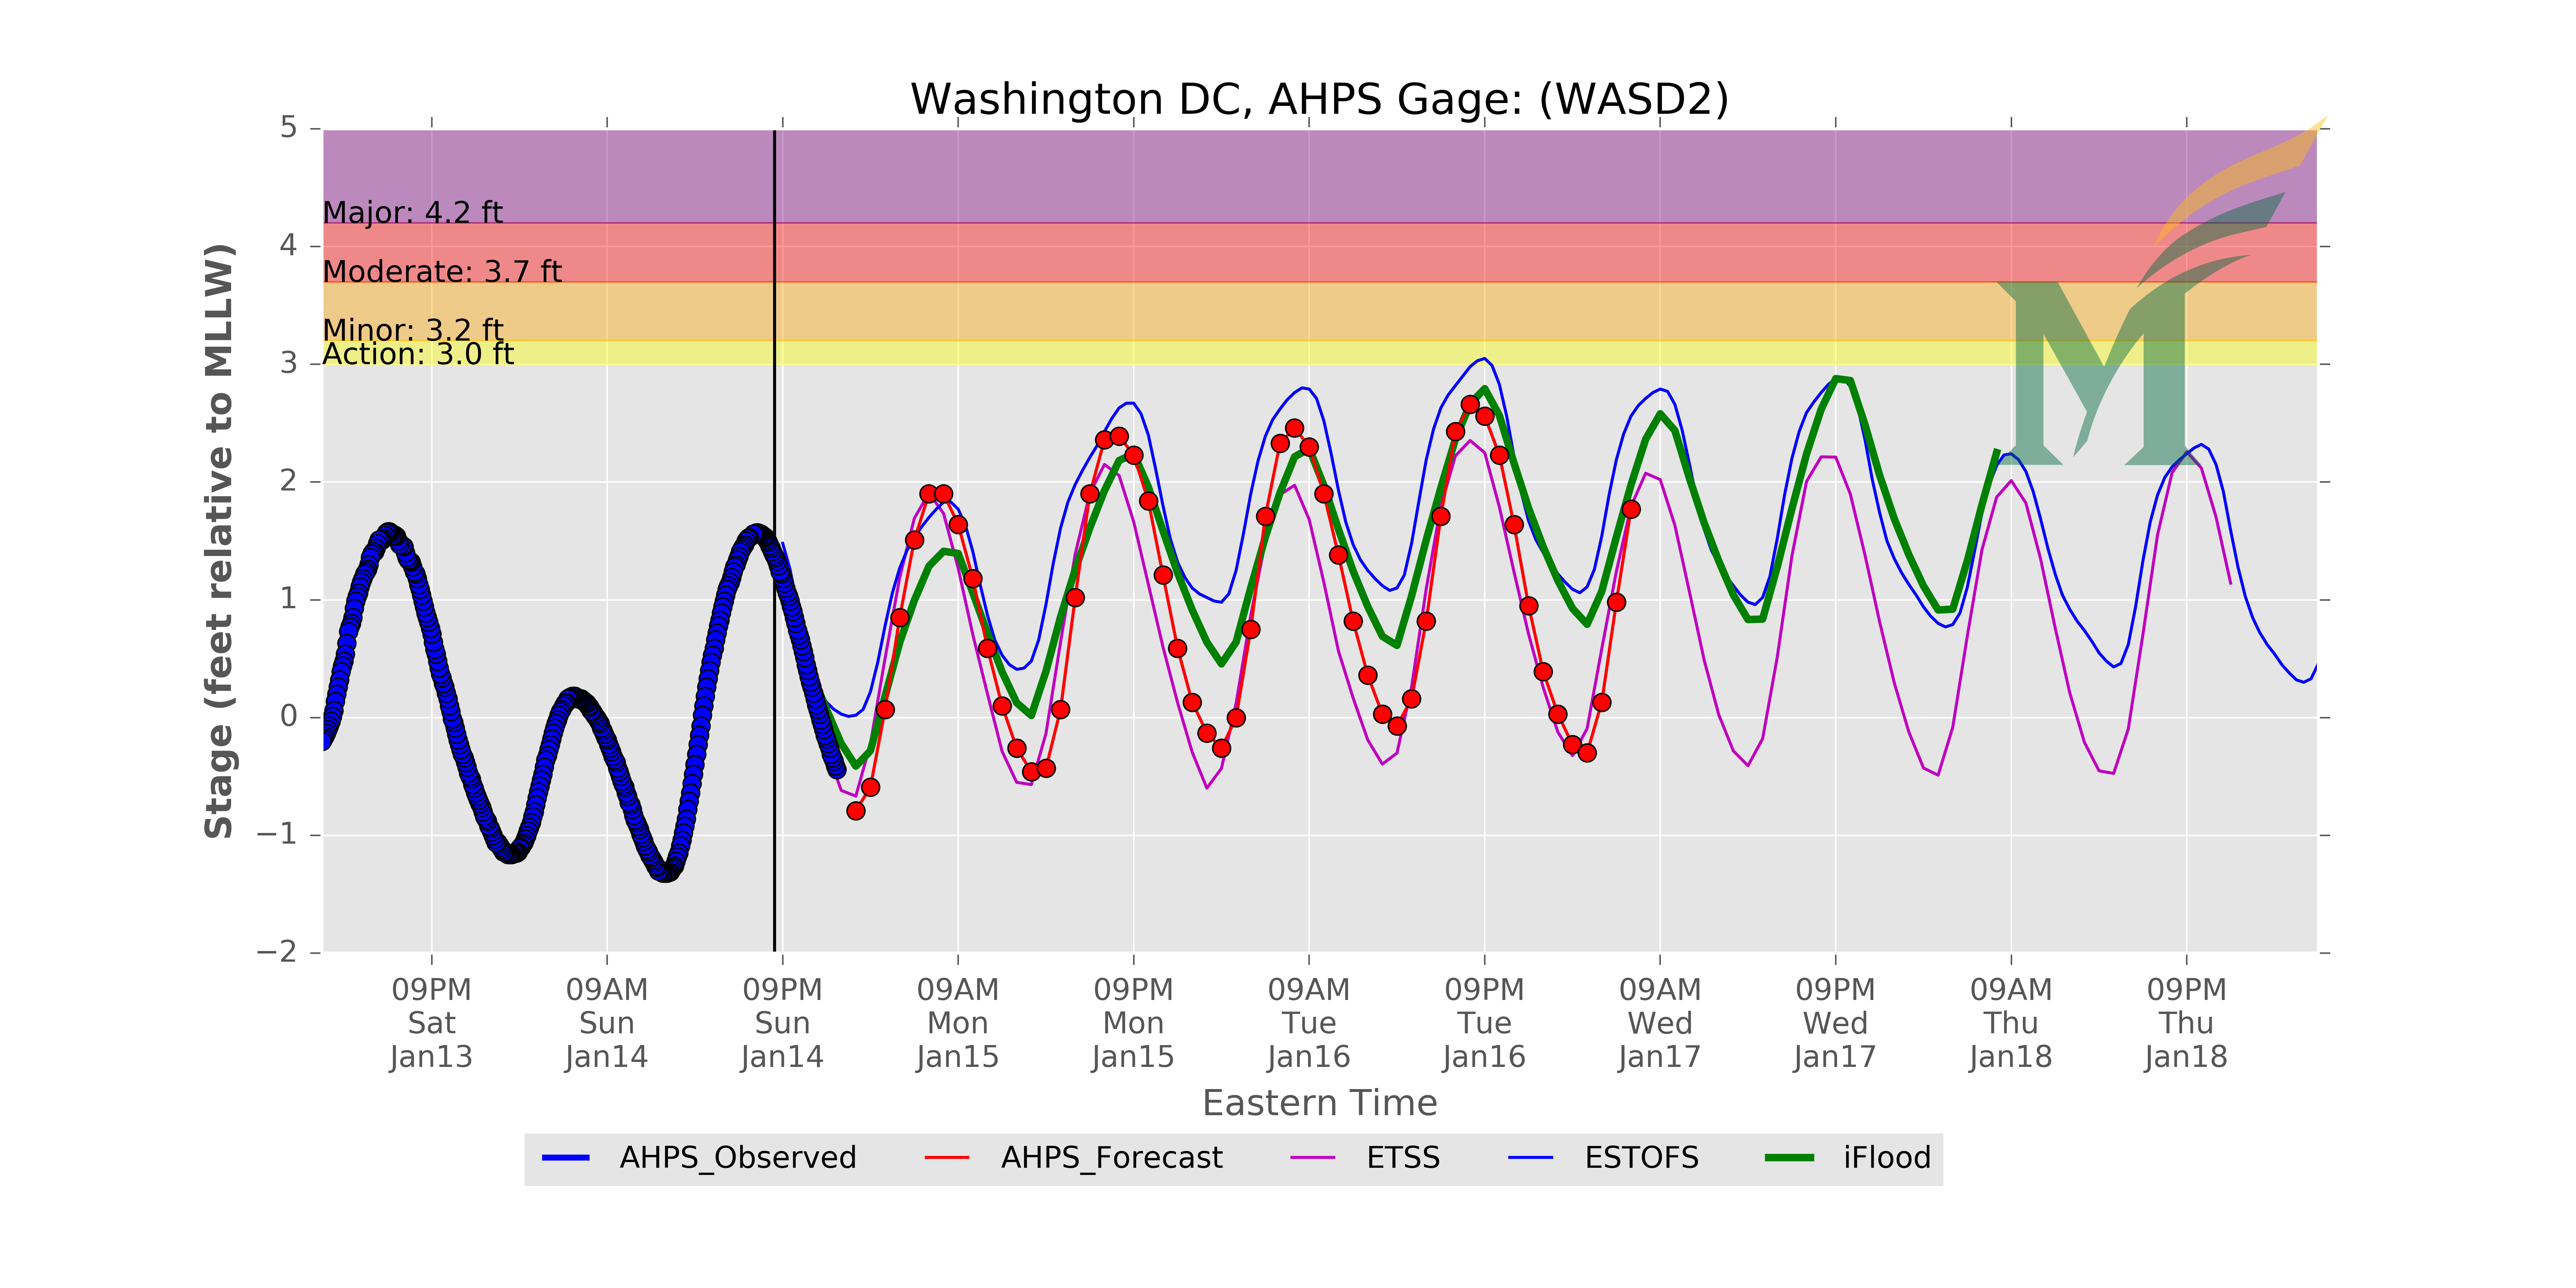 Washington DC, AHPS Gage: (WASD2)
5
Major: 4.2 ft
4
Moderate: 3.7 ft
Minor: 3.2 ft
Action: 3.0 ft
3
2
1
0
−1
−2
Stage (feet relative to MLLW)
M
09PM 09AM 09PM 09AM 09PM 09AM 09PM 09AM 09PM 09AM 09PM
Sat Sun Sun Mon Mon Tue Tue Wed Wed Thu Thu
Jan13 Jan14 Jan14 Jan15 Jan15 Jan16 Jan16 Jan17 Jan17 Jan18 Jan18
Eastern Time
AHPS_Observed AHPS_Forecast ETSS ESTOFS iFlood